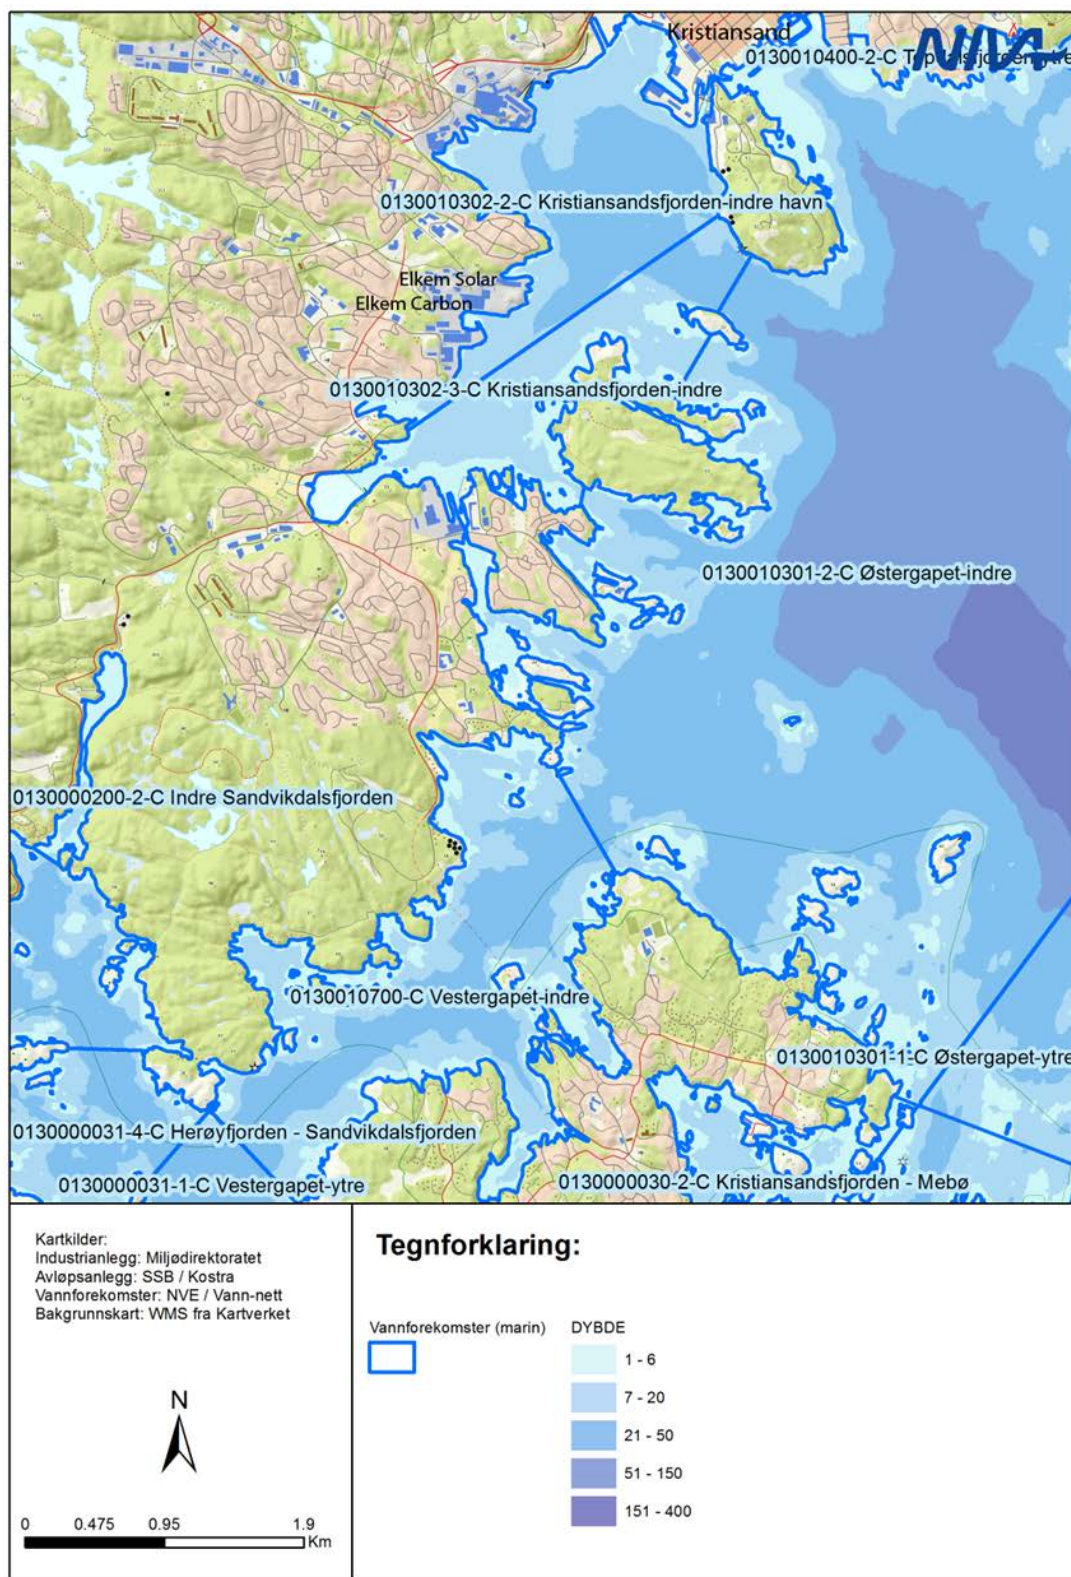 Kristiansand
NIVA
0130010400-2-C Topdalsfjorden-ytre
0130010302-2-C Kristiansandsfjorden-indre havn
Elkem Solar
Elkem Carbon
0130010302-3-C Kristiansandsfjorden-indre
0130010301-2-C Østergapet-indre
0130000200-2-C Indre Sandvikdalsfjorden
0130010700-C Vestergapet-indre
0130010301-1-C Østergapet-ytre
0130000031-4-C Herøyfjorden - Sandvikdalsfjorden
0130000031-1-C Vestergapet-ytre
0130000030-2-C Kristiansandsfjorden - Mebø
Kartkilder:
Industrianlegg: Miljødirektoratet
Avløpsanlegg: SSB / Kostra
Vannforekomster: NVE / Vann-nett
Bakgrunnskart: WMS fra Kartverket
N
0 0.475 0.95 1.9
Km
Tegnforklaring:
Vannforekomster (marin)
DYBDE
1 - 6
7 - 20
21 - 50
51 - 150
151 - 400